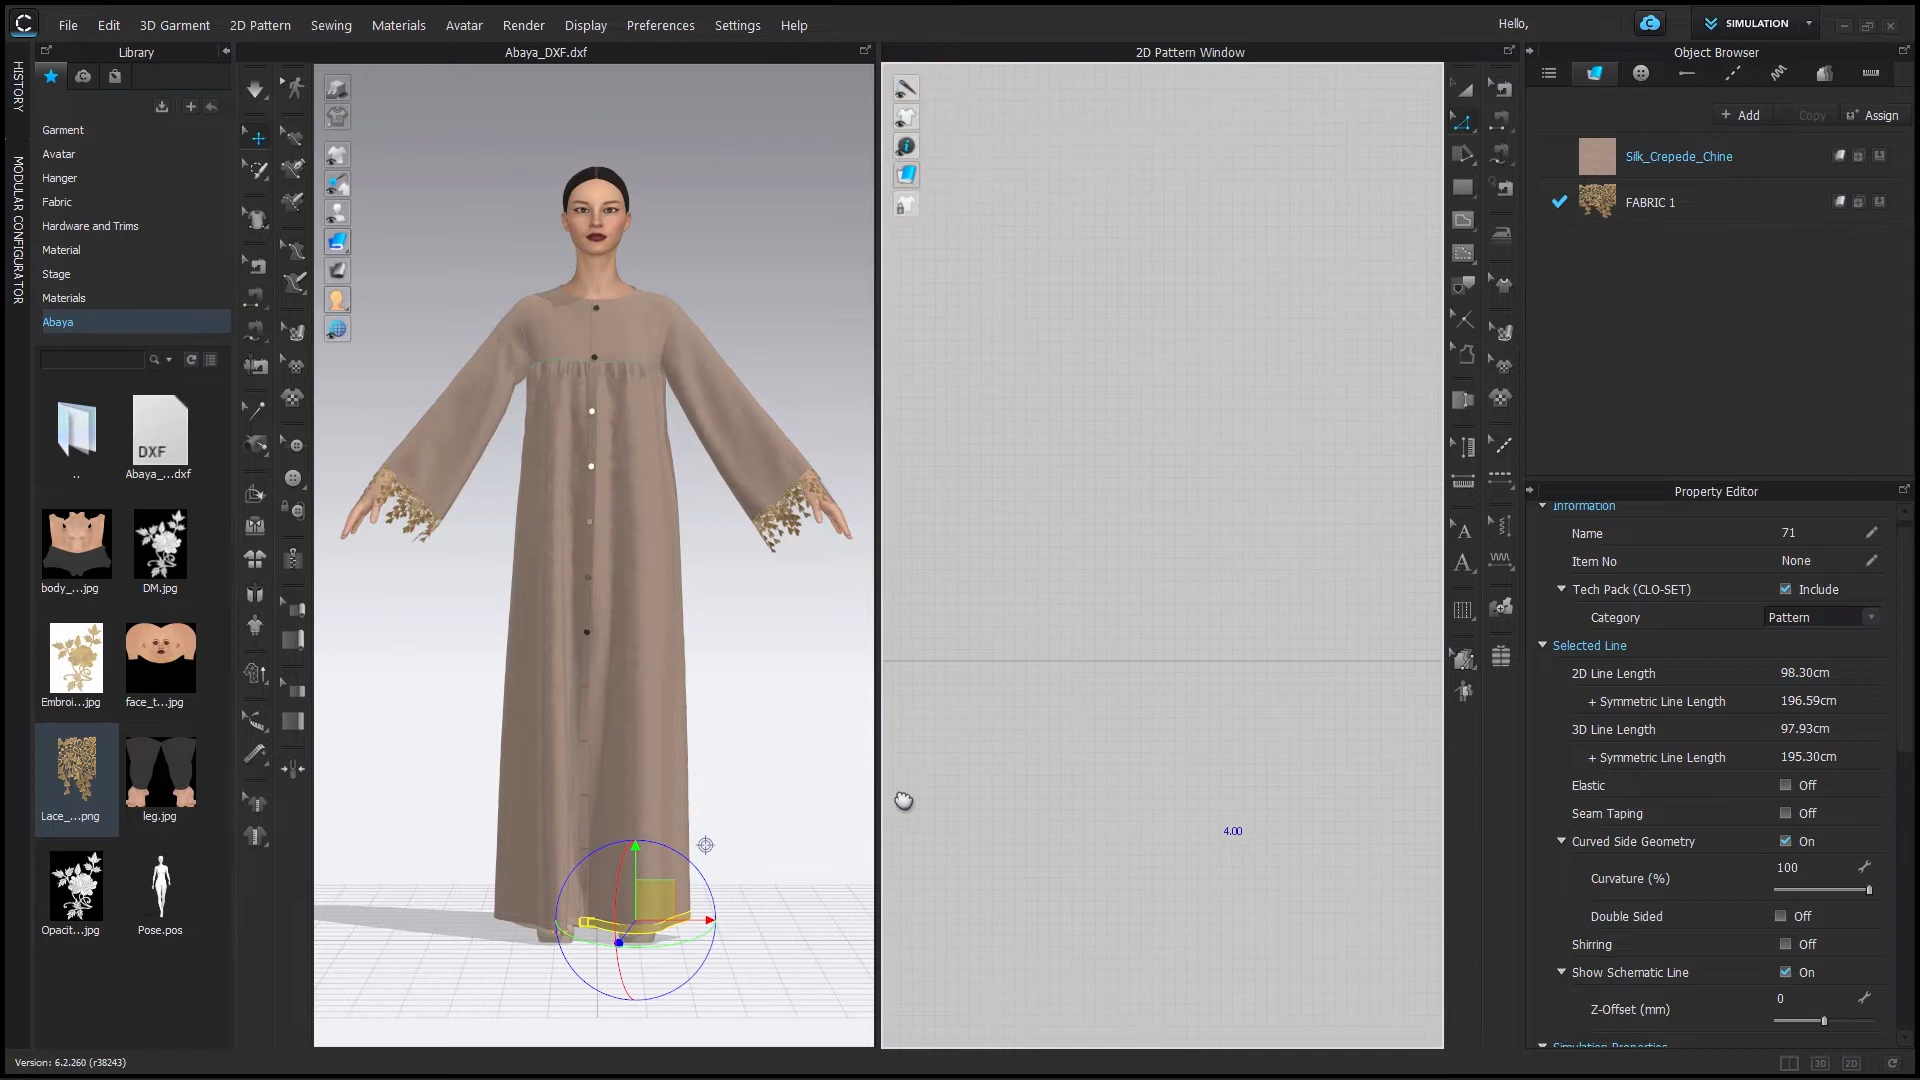 File Edit 3D Garment 2D Pattern Sewing Materials Avatar Render Display Preferences Settings Help
Hello,
SIMULATION
Library
Abaya_DXF.dxf
2D Pattern Window
Object Browser
HISTORY
MODULAR CONFIGURATOR
Garment
Avatar
Hanger
Fabric
Hardware and Trims
Material
Stage
Materials
Abaya
DXF
..
Abaya_...dxf
body_...jpg
DM.jpg
Embroi...jpg
face_t...jpg
Lace_...png
leg.jpg
Opacit...jpg
Pose.pos
4.00
+ Add
Copy
Assign
Silk_Crepede_Chine
FABRIC 1
Property Editor
Information
Name 71
Item No None
Tech Pack (CLO-SET) Include
Category Pattern
Selected Line
2D Line Length 98.30cm
+ Symmetric Line Length 196.59cm
3D Line Length 97.93cm
+ Symmetric Line Length 195.30cm
Elastic Off
Seam Taping Off
Curved Side Geometry On
Curvature (%) 100
Double Sided Off
Shirring Off
Show Schematic Line On
Z-Offset (mm) 0
Simulation Properties
Version: 6.2.260 (r38243)
3D
2D